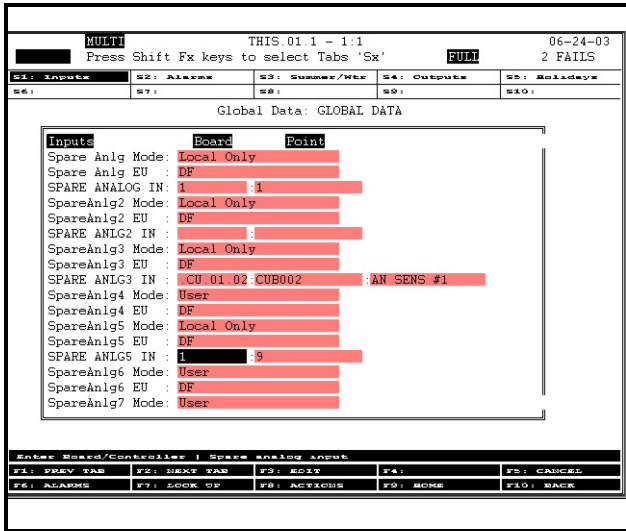 MULTI THIS.01.1 - 1:1 06-24-03
Press Shift Fx keys to select Tabs 'Sx' FULL 2 FAILS
S1: Inputs S2: Alarms S3: Summer/Wtr S4: Outputs S5: Holidays
S6: S7: S8: S9: S10:
Global Data: GLOBAL DATA
Inputs Board Point
Spare Anlg Mode: Local Only
Spare Anlg EU : DF
SPARE ANALOG IN: 1 :1
SpareAnlg2 Mode: Local Only
SpareAnlg2 EU : DF
SPARE ANLG2 IN : :
SpareAnlg3 Mode: Local Only
SpareAnlg3 EU : DF
SPARE ANLG3 IN : .CU.01.02:CUB002 :AN SENS #1
SpareAnlg4 Mode: User
SpareAnlg4 EU : DF
SpareAnlg5 Mode: Local Only
SpareAnlg5 EU : DF
SPARE ANLG5 IN : 1 :9
SpareAnlg6 Mode: User
SpareAnlg6 EU : DF
SpareAnlg7 Mode: User
Enter Board/Controller | Spare analog input
F1: PREV TAB F2: NEXT TAB F3: EDIT F4: F5: CANCEL
F6: ALARMS F7: LOOK UP F8: ACTIONS F9: HOME F10: BACK